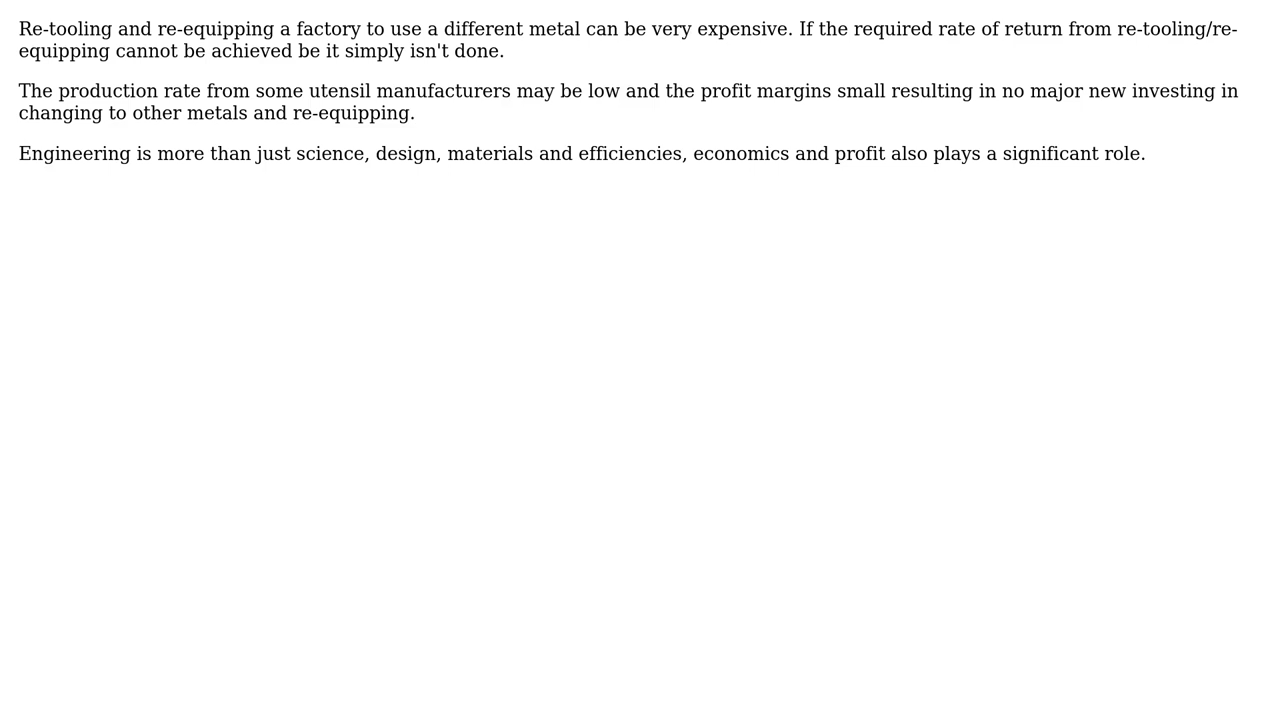 Re-tooling and re-equipping a factory to use a different metal can be very expensive. If the required rate of return from re-tooling/re-
equipping cannot be achieved be it simply isn't done.
The production rate from some utensil manufacturers may be low and the profit margins small resulting in no major new investing in
changing to other metals and re-equipping.
Engineering is more than just science, design, materials and efficiencies, economics and profit also plays a significant role.